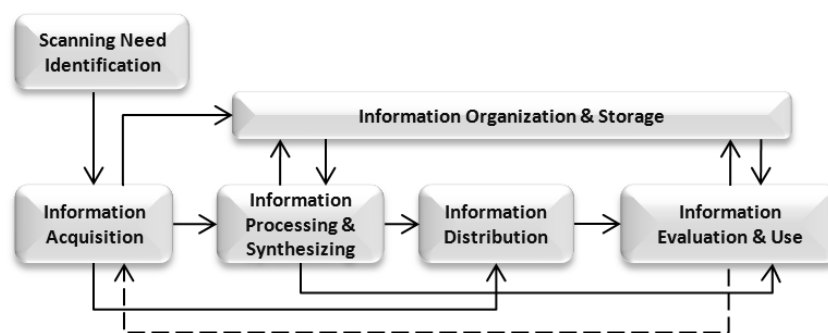 Scanning Need
Identification
Information Organization & Storage
Information
Acquisition
Information
Processing &
Synthesizing
Information
Distribution
Information
Evaluation & Use